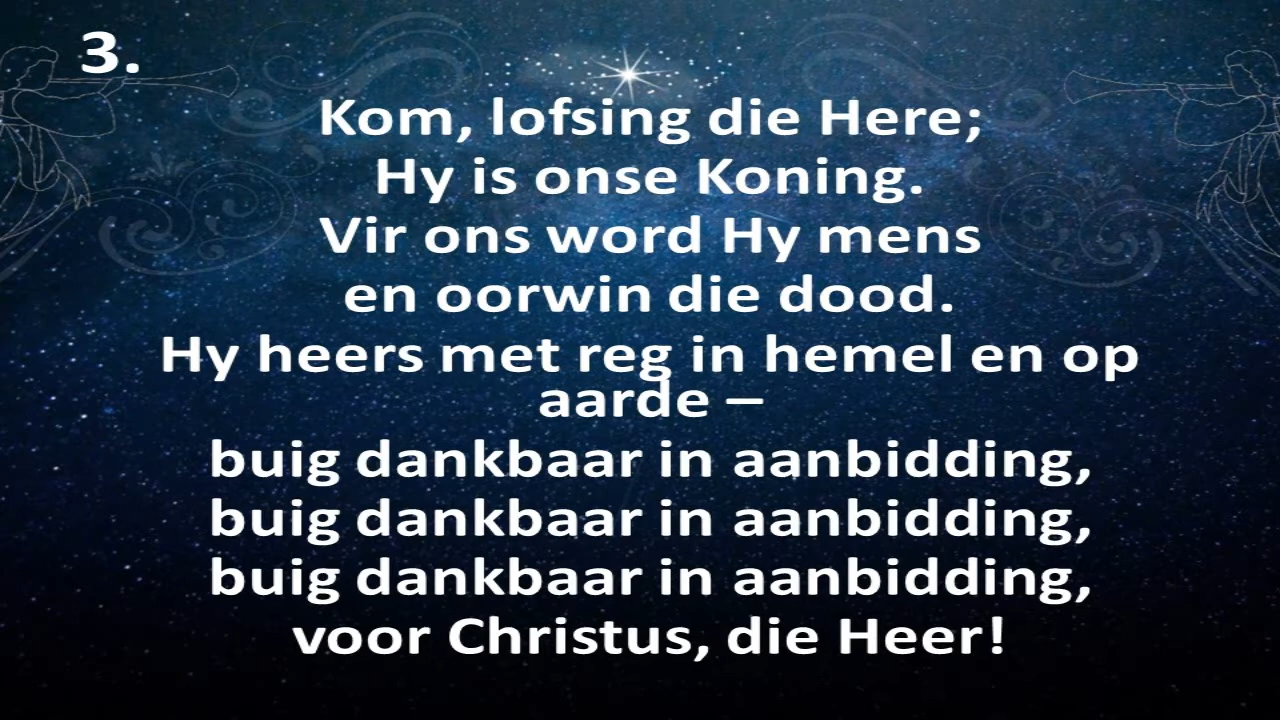 3.
Kom, lofsing die Here;
Hy is onse Koning.
Vir ons word Hy mens
en oorwin die dood.
Hy heers met reg in hemel en op
aarde –
buig dankbaar in aanbidding,
buig dankbaar in aanbidding,
buig dankbaar in aanbidding,
voor Christus, die Heer!